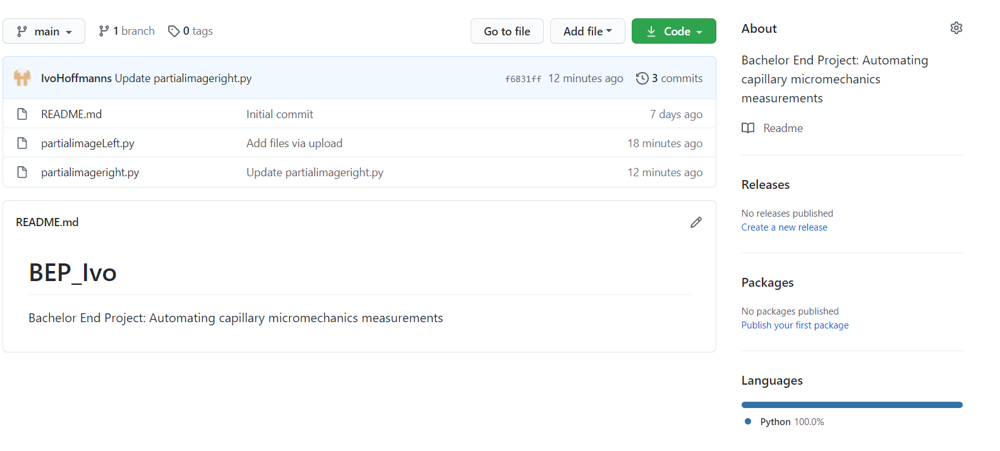 main 1 branch 0 tags Go to file Add file Code
IvoHoffmanns Update partialimageright.py f6831ff 12 minutes ago 3 commits
README.md Initial commit 7 days ago
partialimageLeft.py Add files via upload 18 minutes ago
partialimageright.py Update partialimageright.py 12 minutes ago
README.md
BEP_Ivo
Bachelor End Project: Automating capillary micromechanics measurements
About
Bachelor End Project: Automating
capillary micromechanics
measurements
Readme
Releases
No releases published
Create a new release
Packages
No packages published
Publish your first package
Languages
Python 100.0%